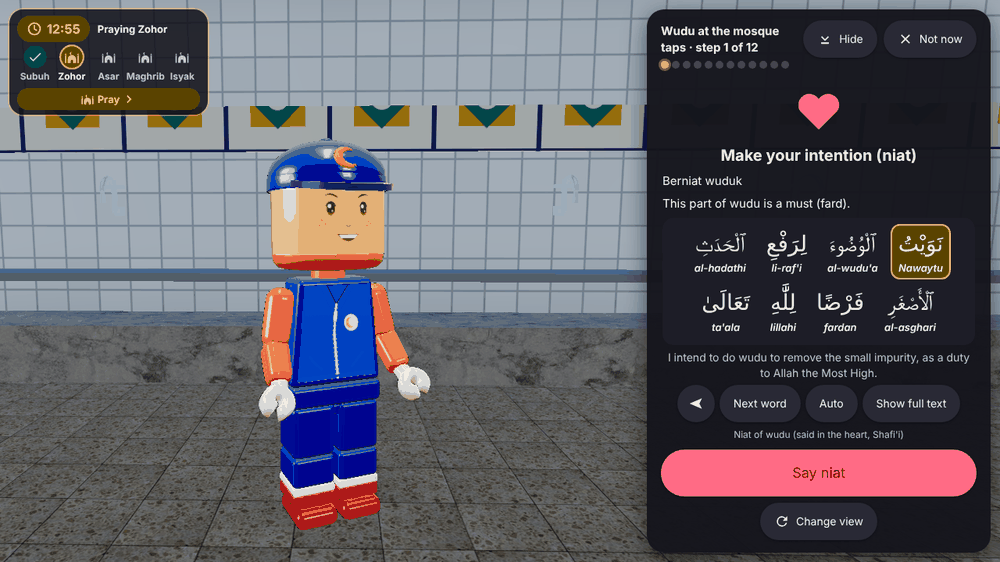 12:55 Praying Zohor
Subuh Zohor Asar Maghrib Isyak
Pray
Wudu at the mosque
taps · step 1 of 12
Hide
Not now
Make your intention (niat)
Berniat wuduk
This part of wudu is a must (fard).
نَوَيْتُ ٱلْوُضُوءَ لِرَفْعِ ٱلْحَدَثِ
al-hadathi li-raf'i al-wudu'a Nawaytu
ٱلْأَصْغَرِ فَرْضًا لِلَّٰهِ تَعَالَىٰ
ta'ala lillahi fardan al-asghari
I intend to do wudu to remove the small impurity, as a duty
to Allah the Most High.
Next word
Auto
Show full text
Niat of wudu (said in the heart, Shafi'i)
Say niat
Change view